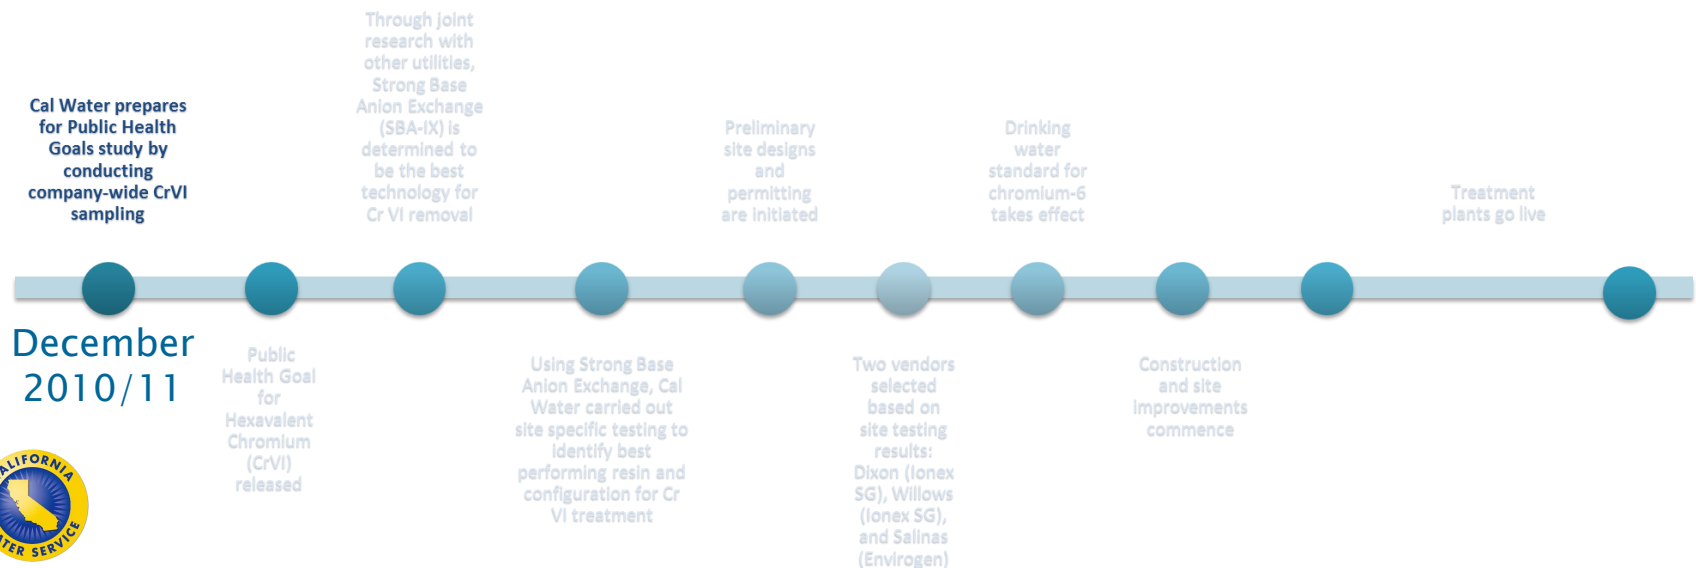 Cal Water prepares
for Public Health
Goals study by
conducting
company-wide CrVI
sampling
December
2010/11
Public
Health Goal
for
Hexavalent
Chromium
(CrVI)
released
Through joint
research with
other utilities,
Strong Base
Anion Exchange
(SBA-IX) is
determined to
be the best
technology for
Cr VI removal
Using Strong Base
Anion Exchange, Cal
Water carried out
site specific testing to
identify best
performing resin and
configuration for Cr
VI treatment
Preliminary
site designs
and
permitting
are initiated
Two vendors
selected
based on
site testing
results:
Dixon (Ionex
SG), Willows
(Ionex SG),
and Salinas
(Envirogen)
Drinking
water
standard for
chromium-6
takes effect
Construction
and site
improvements
commence
Treatment
plants go live
ALIFORNIA
ATER SERVICE